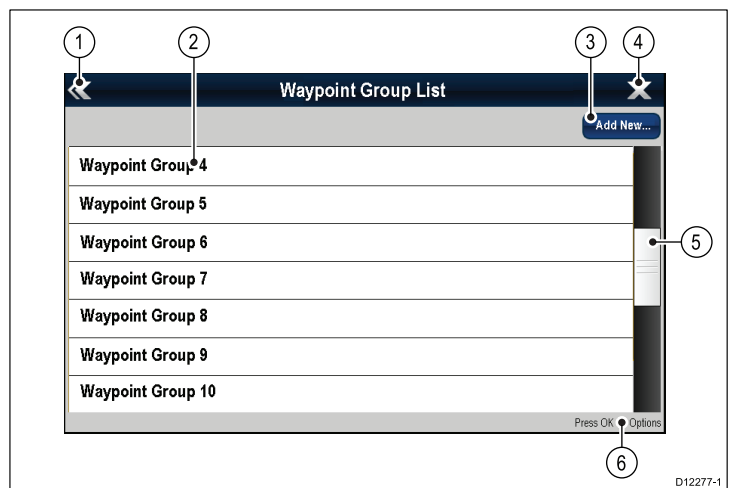 1 2 3 4
Waypoint Group List
Add New...
Waypoint Group 4
Waypoint Group 5
Waypoint Group 6
5
Waypoint Group 7
Waypoint Group 8
Waypoint Group 9
Waypoint Group 10
Press OK Options
6
D12277-1